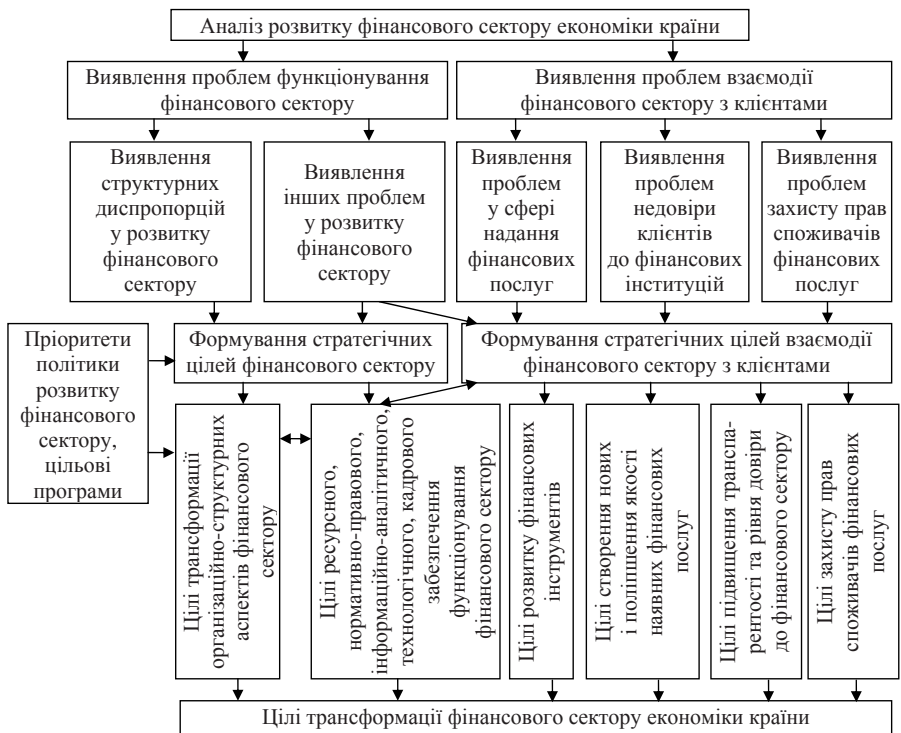 Аналіз розвитку фінансового сектору економіки країни
Виявлення проблем функціонування
фінансового сектору
Виявлення проблем взаємодії
фінансового сектору з клієнтами
Виявлення
структурних
диспропорцій
у розвитку
фінансового
сектору
Виявлення
інших проблем
у розвитку
фінансового
сектору
Виявлення
проблем
у сфері
надання
фінансових
послуг
Виявлення
проблем
недовіри
клієнтів
до фінансових
інституцій
Виявлення
проблем
захисту прав
споживачів
фінансових
послуг
Пріоритети
політики
розвитку
фінансового
сектору,
цільові
програми
Формування стратегічних
цілей фінансового сектору
Формування стратегічних цілей взаємодії
фінансового сектору з клієнтами
Цілі трансформації
організаційно-структурних
аспектів фінансового
сектору
Цілі ресурсного,
нормативно-правового,
інформаційно-аналітичного,
технологічного, кадрового
забезпечення
функціонування
фінансового сектору
Цілі розвитку фінансових
інструментів
Цілі створення нових
і поліпшення якості
наявних фінансових
послуг
Цілі підвищення транспа-
рентості та рівня довіри
до фінансового сектору
Цілі захисту прав
споживачів фінансових
послуг
Цілі трансформації фінансового сектору економіки країни